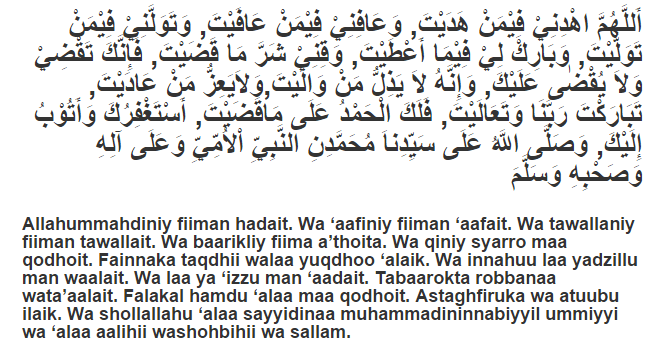 أَللَّهُمَّ اهْدِنِيْ فِيْمَنْ هَدَيْتَ, وَعَافِنِيْ فِيْمَنْ عَافَيْتَ, وَتَوَلَّنِيْ فِيْمَنْ
تَوَلَّيْتَ, وَبَارِكْ لِيْ فِيْمَا أَعْطَيْتَ, وَقِنِيْ شَرَّ مَا قَضَيْتَ, فَإِنَّكَ تَقْضِيْ
وَلاَ يُقْضَى عَلَيْكَ, وَإِنَّهُ لاَ يَذِلُّ مَنْ وَالَيْتَ,وَلاَيَعِزُّ مَنْ عَادَيْتَ,
تَبَارَكْتَ رَبَّنَا وَتَعَالَيْتَ, فَلَكَ الْحَمْدُ عَلَى مَاقَضَيْتَ, أَسْتَغْفِرُكَ وَأَتُوْبُ
إِلَيْكَ, وَصَلَّى اللَّهُ عَلَى سَيِّدِناَ مُحَمَّدٍنِ النَّبِيِّ اْلأُمِّيِّ وَعَلَى آلِهِ
وَصَحْبِهِ وَسَلَّمَ
Allahummahdiniy fiiman hadait. Wa ‘aafiniy fiiman ‘aafait. Wa tawallaniy
fiiman tawallait. Wa baarikliy fiima a’thoita. Wa qiniy syarro maa
qodhoit. Fainnaka taqdhii walaa yuqdhoo ‘alaik. Wa innahuu laa yadzillu
man waalait. Wa laa ya ‘izzu man ‘aadait. Tabaarokta robbanaa
wata’aalait. Falakal hamdu ‘alaa maa qodhoit. Astaghfiruka wa atuubu
ilaik. Wa shollallahu ‘alaa sayyidinaa muhammadininnabiyyil ummiyyi
wa ‘alaa aalihii washohbihii wa sallam.